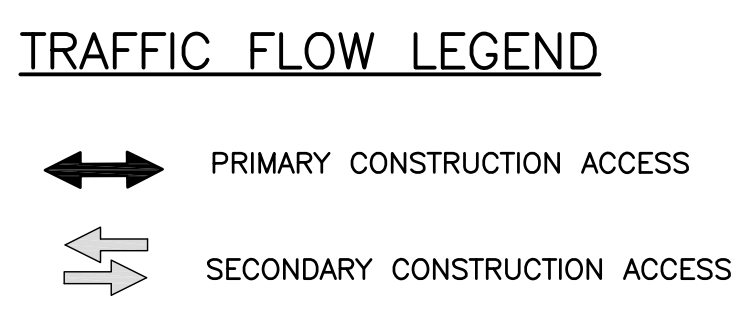 TRAFFIC FLOW LEGEND
PRIMARY CONSTRUCTION ACCESS
SECONDARY CONSTRUCTION ACCESS